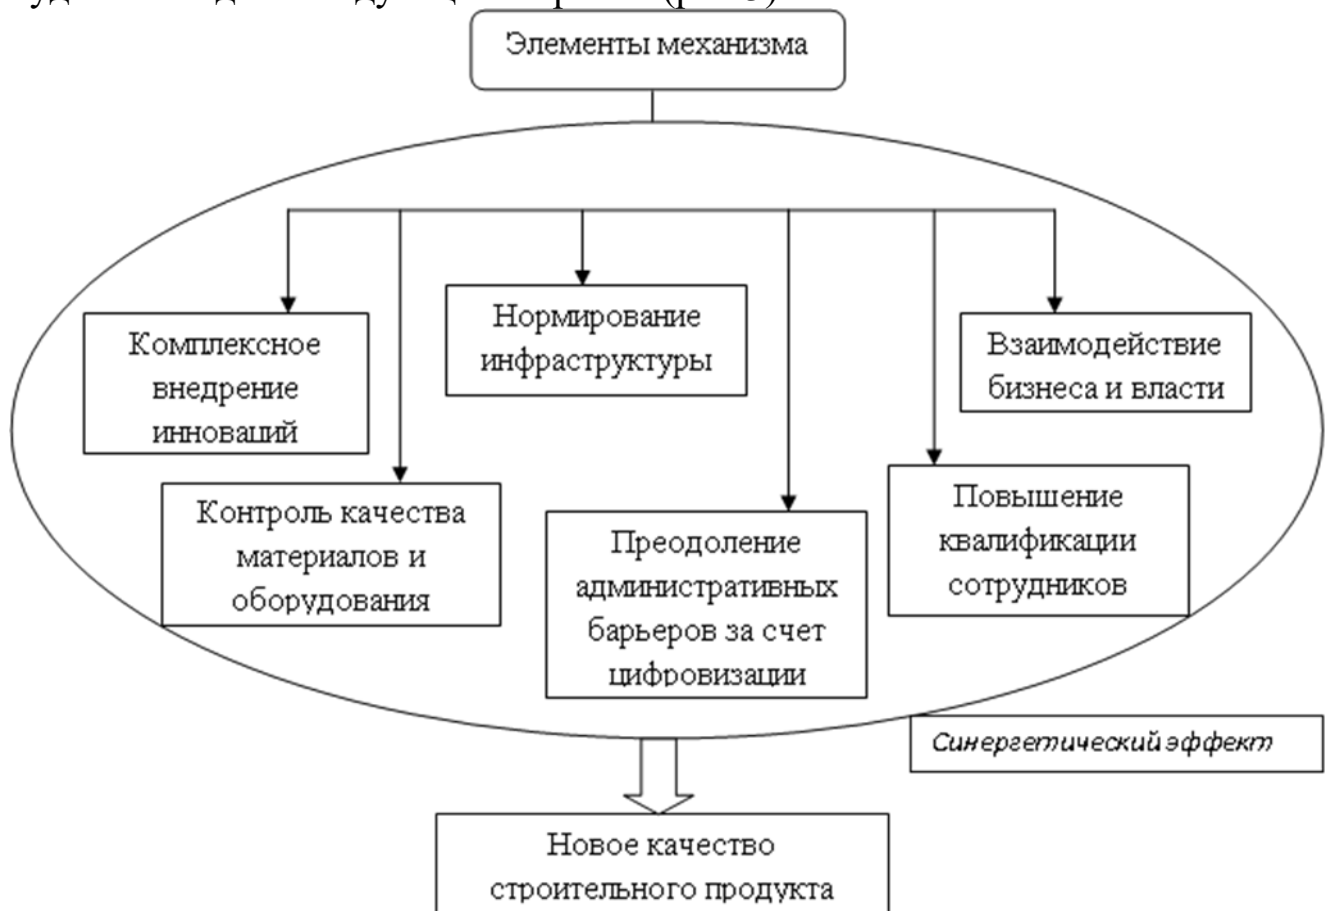 Элементы механизма
Нормирование
инфраструктуры
Комплексное
внедрение
инноваций
Взаимодействие
бизнеса и власти
Контроль качества
материалов и
оборудования
Преодоление
административных
барьеров за счет
цифровизации
Повышение
квалификации
сотрудников
Синергетический эффект
Новое качество
строительного продукта